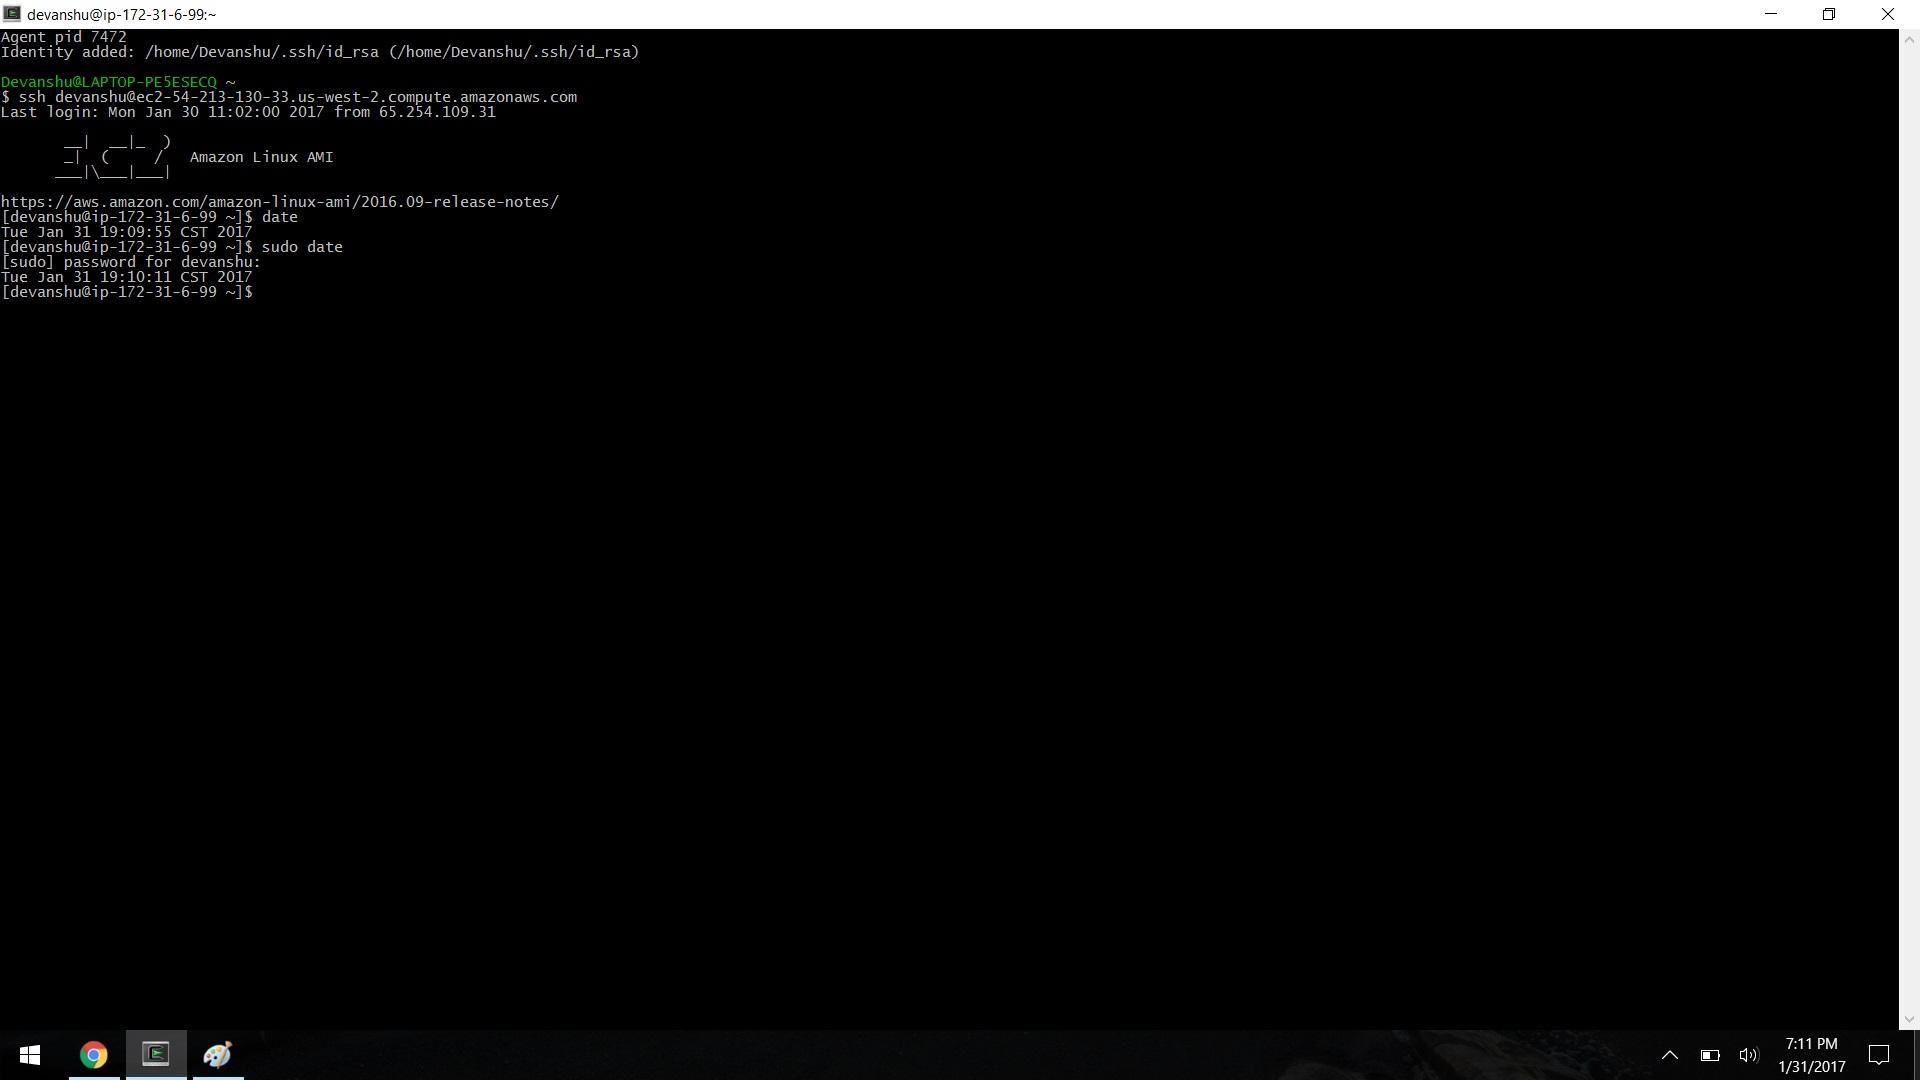 devanshu@ip-172-31-6-99:~
Agent pid 7472
Identity added: /home/Devanshu/.ssh/id_rsa (/home/Devanshu/.ssh/id_rsa)
Devanshu@LAPTOP-PE5ESECQ ~
$ ssh devanshu@ec2-54-213-130-33.us-west-2.compute.amazonaws.com
Last login: Mon Jan 30 11:02:00 2017 from 65.254.109.31
       __|  __|_  )
       _|  (     /   Amazon Linux AMI
      ___|\___|___|
https://aws.amazon.com/amazon-linux-ami/2016.09-release-notes/
[devanshu@ip-172-31-6-99 ~]$ date
Tue Jan 31 19:09:55 CST 2017
[devanshu@ip-172-31-6-99 ~]$ sudo date
[sudo] password for devanshu:
Tue Jan 31 19:10:11 CST 2017
[devanshu@ip-172-31-6-99 ~]$
7:11 PM
1/31/2017